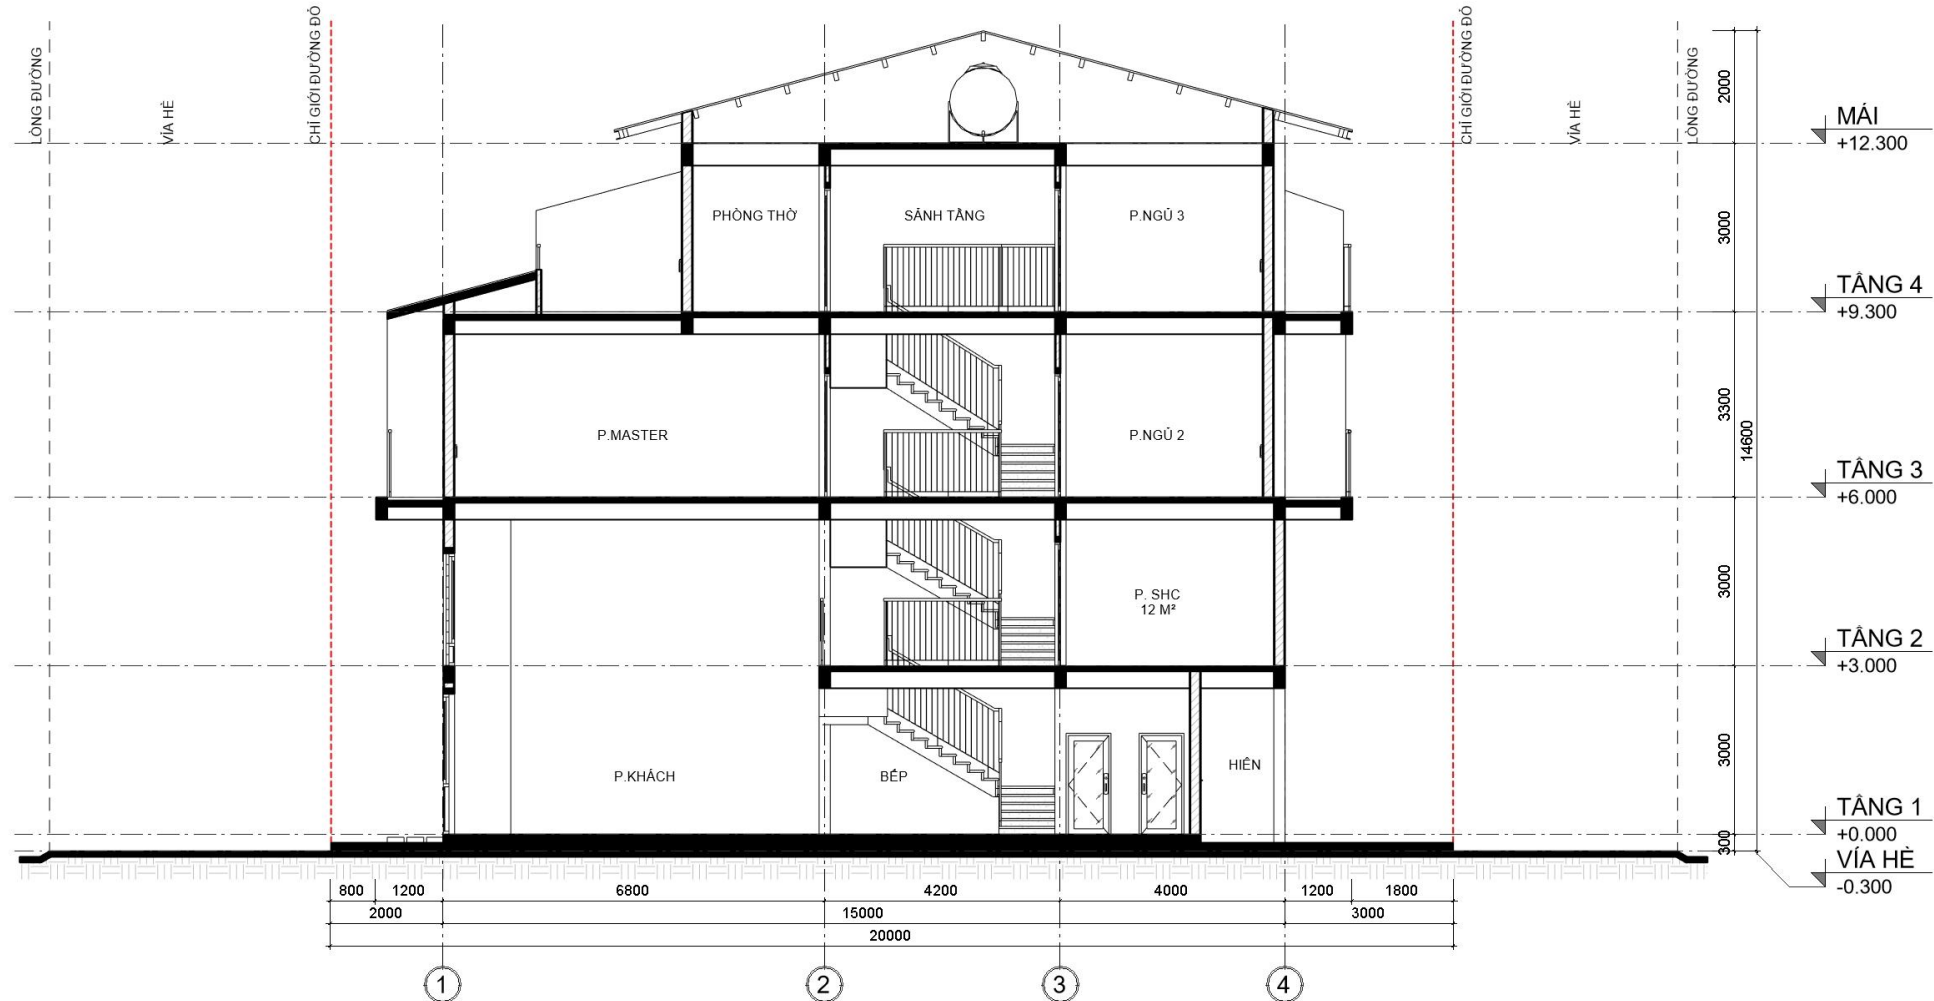 LÒNG ĐƯỜNG
VỈA HÈ
CHỈ GIỚI ĐƯỜNG ĐỎ
CHỈ GIỚI ĐƯỜNG ĐỎ
VỈA HÈ
LÒNG ĐƯỜNG
2000
MÁI
+12.300
PHÒNG THỜ
SẢNH TẦNG
P.NGỦ 3
3000
TẦNG 4
+9.300
P.MASTER
P.NGỦ 2
3300
14600
TẦNG 3
+6.000
P. SHC
12 M²
3000
TẦNG 2
+3.000
P.KHÁCH
BẾP
HIÊN
3000
TẦNG 1
+0.000
300
VỈA HÈ
-0.300
800 1200 6800 4200 4000 1200 1800
2000 15000 3000
20000
1 2 3 4